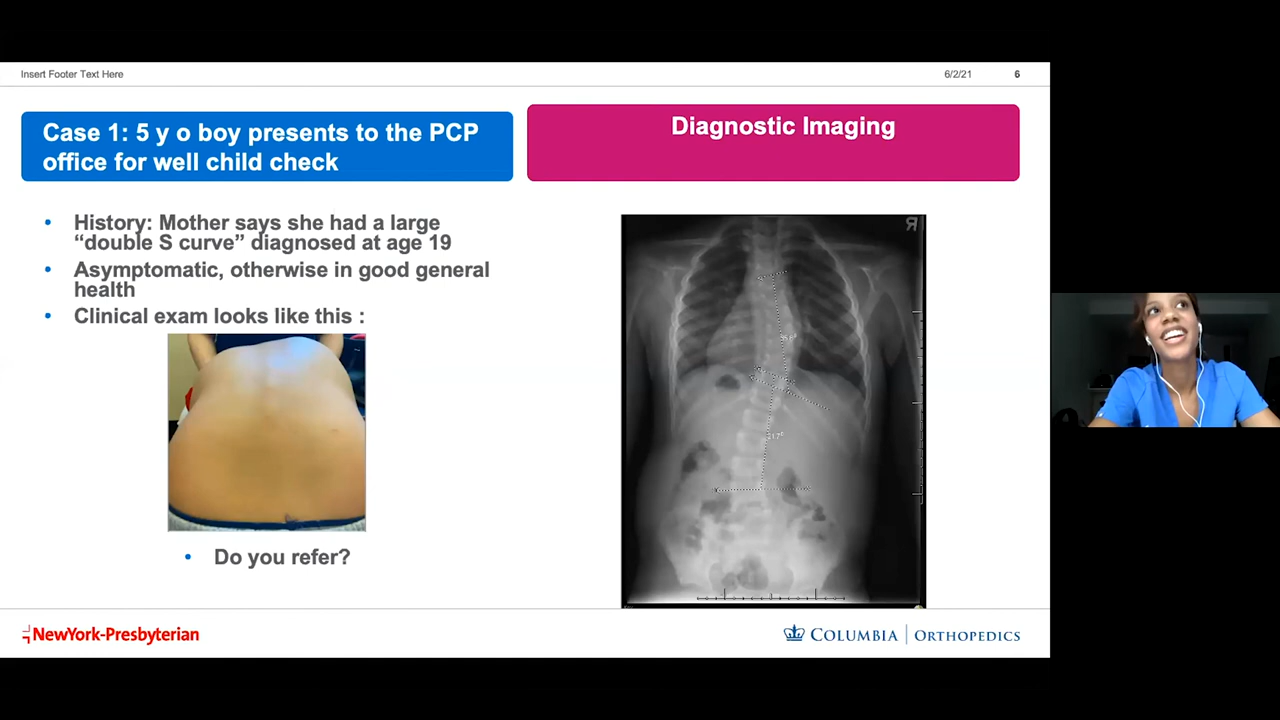 Insert Footer Text Here
6/2/21
6
Case 1: 5 y o boy presents to the PCP
office for well child check
Diagnostic Imaging
• History: Mother says she had a large
“double S curve” diagnosed at age 19
• Asymptomatic, otherwise in good general
health
• Clinical exam looks like this :
• Do you refer?
R
NewYork-Presbyterian
COLUMBIA | ORTHOPEDICS